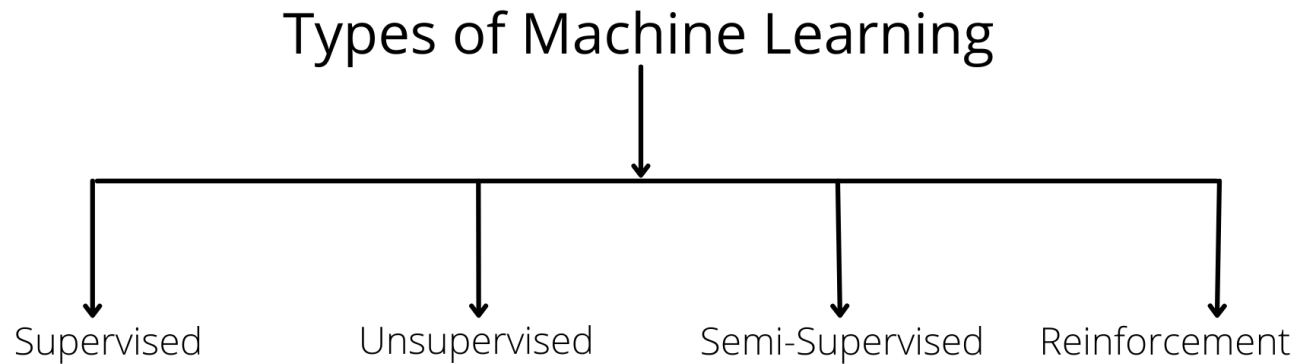 Types of Machine Learning
Supervised
Unsupervised
Semi-Supervised
Reinforcement